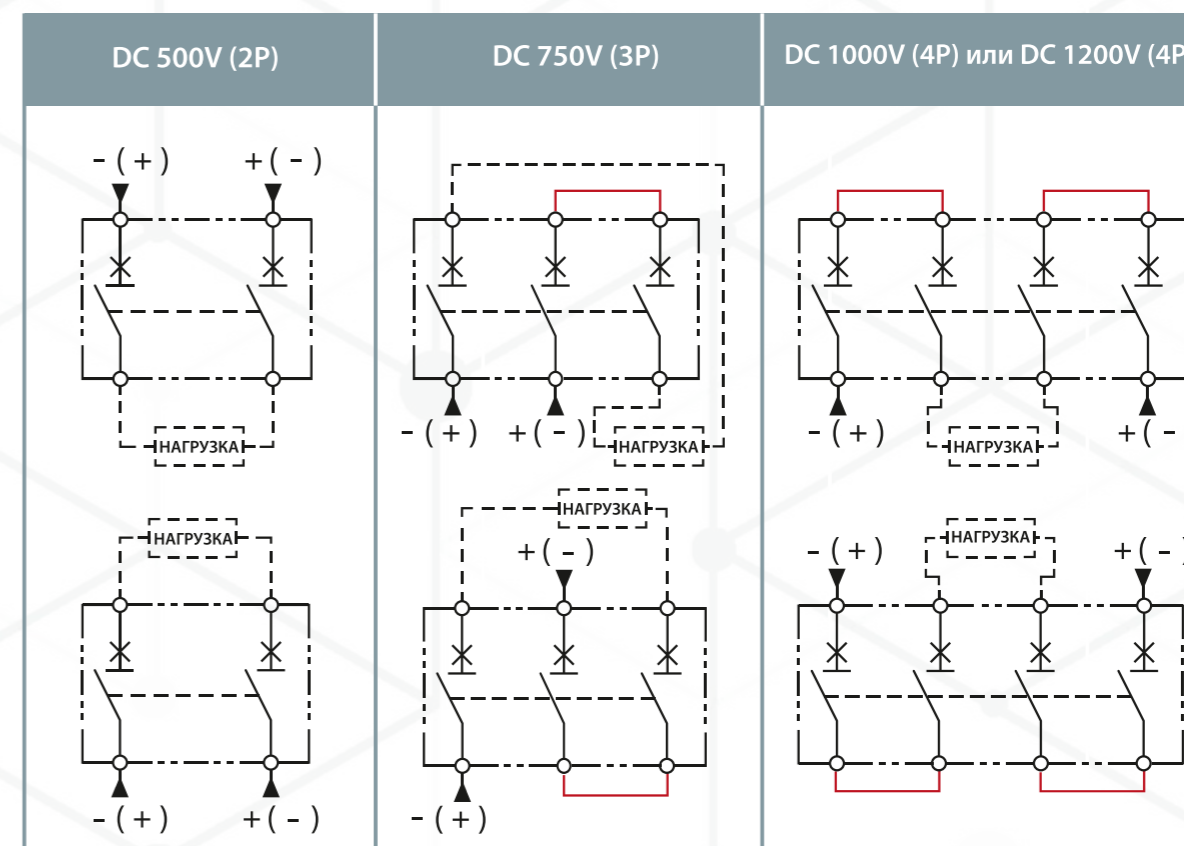 DC 500V (2P)
DC 750V (3P)
DC 1000V (4P) или DC 1200V (4P
- ( + ) + ( - )
НАГРУЗКА
- ( + ) + ( - )
НАГРУЗКА
- ( + ) + ( -
НАГРУЗКА
НАГРУЗКА
- ( + ) + ( - )
НАГРУЗКА
+ ( - )
- ( + )
НАГРУЗКА
- ( + ) + ( - )